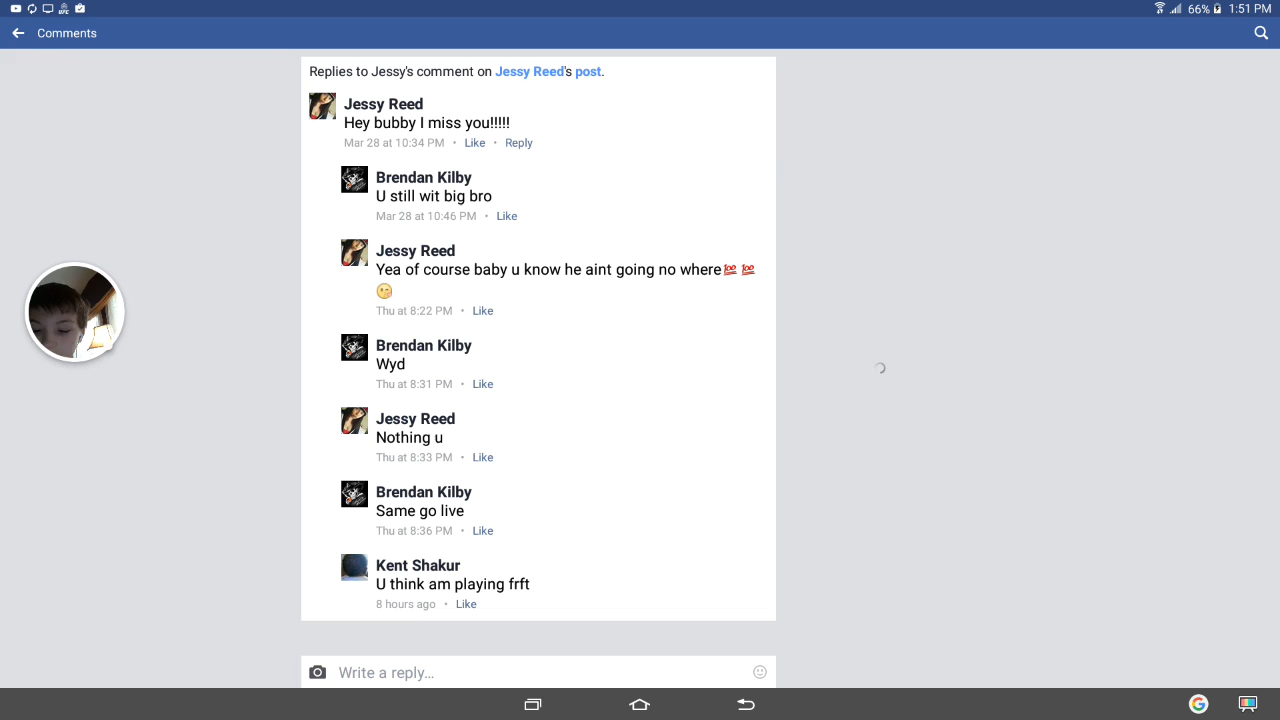 66% 1:51 PM
Comments
Replies to Jessy's comment on Jessy Reed's post.
Jessy Reed
Hey bubby I miss you!!!!!
Mar 28 at 10:34 PM • Like • Reply
Brendan Kilby
U still wit big bro
Mar 28 at 10:46 PM • Like
Jessy Reed
Yea of course baby u know he aint going no where💯 💯
Thu at 8:22 PM • Like
Brendan Kilby
Wyd
Thu at 8:31 PM • Like
Jessy Reed
Nothing u
Thu at 8:33 PM • Like
Brendan Kilby
Same go live
Thu at 8:36 PM • Like
Kent Shakur
U think am playing frft
8 hours ago • Like
Write a reply...